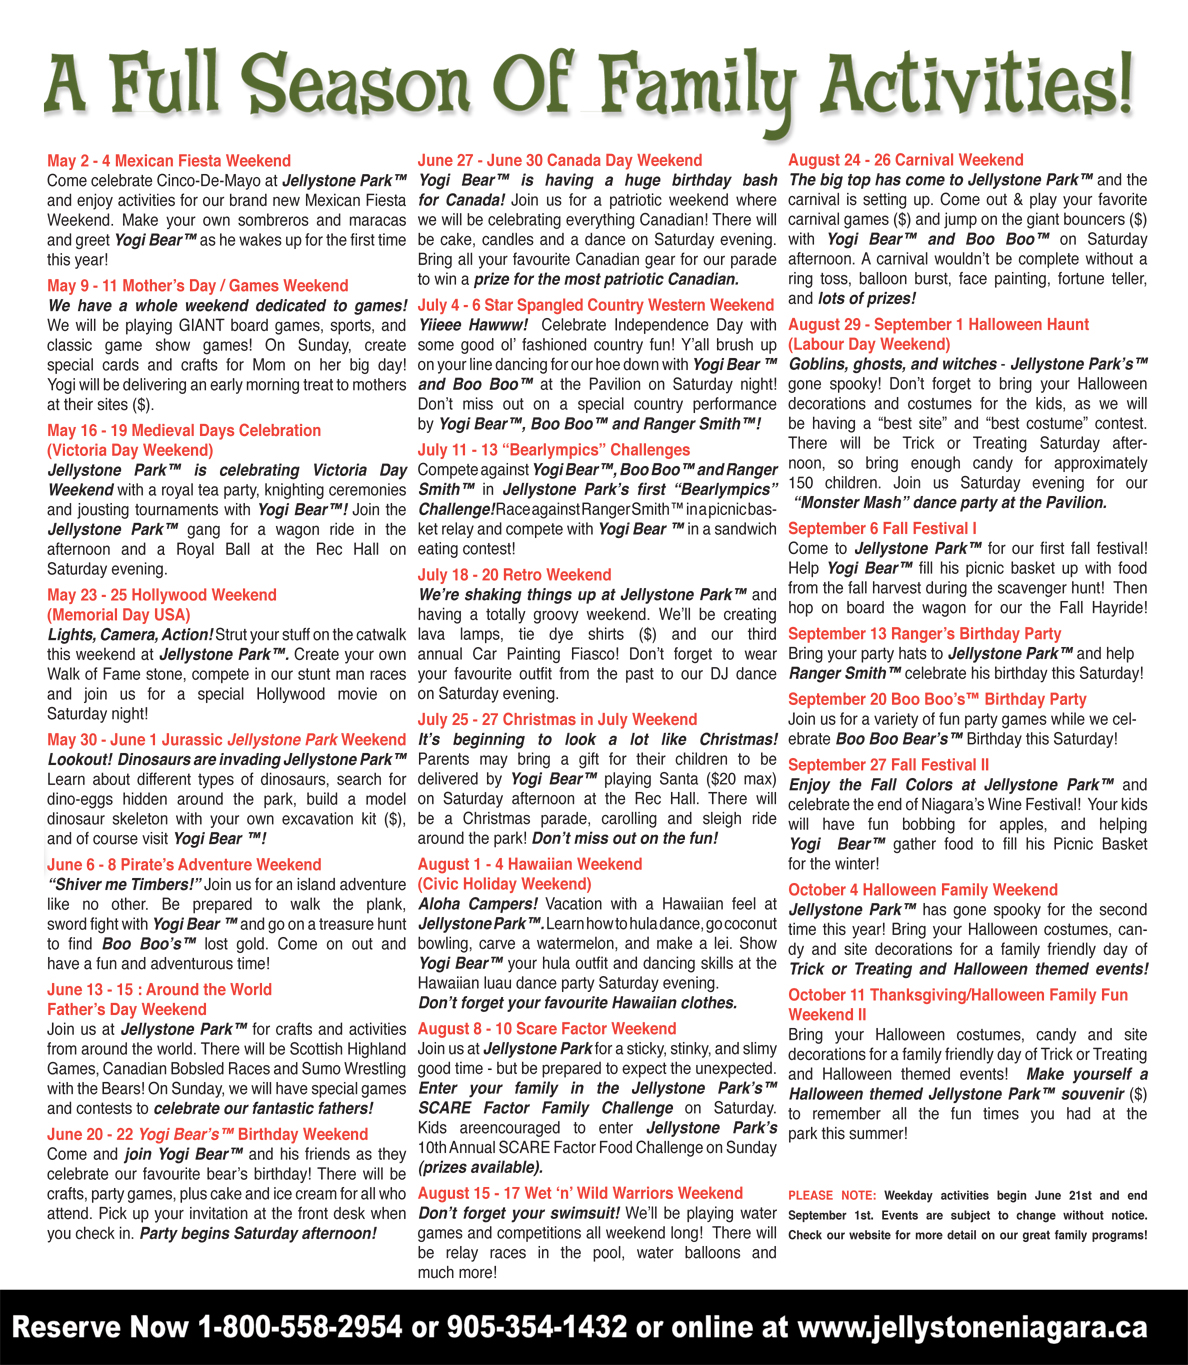 A Full Season Of Family Activities!
May 2 - 4 Mexican Fiesta Weekend
Come celebrate Cinco-De-Mayo at Jellystone Park™
and enjoy activities for our brand new Mexican Fiesta
Weekend. Make your own sombreros and maracas
and greet Yogi Bear™ as he wakes up for the first time
this year!
May 9 - 11 Mother’s Day / Games Weekend
We have a whole weekend dedicated to games!
We will be playing GIANT board games, sports, and
classic game show games! On Sunday, create
special cards and crafts for Mom on her big day!
Yogi will be delivering an early morning treat to mothers
at their sites ($).
May 16 - 19 Medieval Days Celebration
(Victoria Day Weekend)
Jellystone Park™ is celebrating Victoria Day
Weekend with a royal tea party, knighting ceremonies
and jousting tournaments with Yogi Bear™! Join the
Jellystone Park™ gang for a wagon ride in the
afternoon and a Royal Ball at the Rec Hall on
Saturday evening.
May 23 - 25 Hollywood Weekend
(Memorial Day USA)
Lights, Camera, Action! Strut your stuff on the catwalk
this weekend at Jellystone Park™. Create your own
Walk of Fame stone, compete in our stunt man races
and join us for a special Hollywood movie on
Saturday night!
May 30 - June 1 Jurassic Jellystone Park Weekend
Lookout! Dinosaurs are invading Jellystone Park™
Learn about different types of dinosaurs, search for
dino-eggs hidden around the park, build a model
dinosaur skeleton with your own excavation kit ($),
and of course visit Yogi Bear ™!
June 6 - 8 Pirate’s Adventure Weekend
“Shiver me Timbers!” Join us for an island adventure
like no other. Be prepared to walk the plank,
sword fight with Yogi Bear ™ and go on a treasure hunt
to find Boo Boo’s™ lost gold. Come on out and
have a fun and adventurous time!
June 13 - 15 : Around the World
Father’s Day Weekend
Join us at Jellystone Park™ for crafts and activities
from around the world. There will be Scottish Highland
Games, Canadian Bobsled Races and Sumo Wrestling
with the Bears! On Sunday, we will have special games
and contests to celebrate our fantastic fathers!
June 20 - 22 Yogi Bear’s™ Birthday Weekend
Come and join Yogi Bear™ and his friends as they
celebrate our favourite bear’s birthday! There will be
crafts, party games, plus cake and ice cream for all who
attend. Pick up your invitation at the front desk when
you check in. Party begins Saturday afternoon!
June 27 - June 30 Canada Day Weekend
Yogi Bear™ is having a huge birthday bash
for Canada! Join us for a patriotic weekend where
we will be celebrating everything Canadian! There will
be cake, candles and a dance on Saturday evening.
Bring all your favourite Canadian gear for our parade
to win a prize for the most patriotic Canadian.
July 4 - 6 Star Spangled Country Western Weekend
Yiieee Hawww! Celebrate Independence Day with
some good ol’ fashioned country fun! Y’all brush up
on your line dancing for our hoe down with Yogi Bear ™
and Boo Boo™ at the Pavilion on Saturday night!
Don’t miss out on a special country performance
by Yogi Bear™, Boo Boo™ and Ranger Smith™!
July 11 - 13 “Bearlympics” Challenges
Compete against Yogi Bear™, Boo Boo™ and Ranger
Smith™ in Jellystone Park’s first “Bearlympics”
Challenge! Race against Ranger Smith™ in a picnic bas-
ket relay and compete with Yogi Bear ™ in a sandwich
eating contest!
July 18 - 20 Retro Weekend
We’re shaking things up at Jellystone Park™ and
having a totally groovy weekend. We’ll be creating
lava lamps, tie dye shirts ($) and our third
annual Car Painting Fiasco! Don’t forget to wear
your favourite outfit from the past to our DJ dance
on Saturday evening.
July 25 - 27 Christmas in July Weekend
It’s beginning to look a lot like Christmas!
Parents may bring a gift for their children to be
delivered by Yogi Bear™ playing Santa ($20 max)
on Saturday afternoon at the Rec Hall. There will
be a Christmas parade, carolling and sleigh ride
around the park! Don’t miss out on the fun!
August 1 - 4 Hawaiian Weekend
(Civic Holiday Weekend)
Aloha Campers! Vacation with a Hawaiian feel at
Jellystone Park™. Learn how to hula dance, go coconut
bowling, carve a watermelon, and make a lei. Show
Yogi Bear™ your hula outfit and dancing skills at the
Hawaiian luau dance party Saturday evening.
Don’t forget your favourite Hawaiian clothes.
August 8 - 10 Scare Factor Weekend
Join us at Jellystone Park for a sticky, stinky, and slimy
good time - but be prepared to expect the unexpected.
Enter your family in the Jellystone Park’s™
SCARE Factor Family Challenge on Saturday.
Kids areencouraged to enter Jellystone Park’s
10th Annual SCARE Factor Food Challenge on Sunday
(prizes available).
August 15 - 17 Wet ‘n’ Wild Warriors Weekend
Don’t forget your swimsuit! We’ll be playing water
games and competitions all weekend long! There will
be relay races in the pool, water balloons and
much more!
August 24 - 26 Carnival Weekend
The big top has come to Jellystone Park™ and the
carnival is setting up. Come out & play your favorite
carnival games ($) and jump on the giant bouncers ($)
with Yogi Bear™ and Boo Boo™ on Saturday
afternoon. A carnival wouldn’t be complete without a
ring toss, balloon burst, face painting, fortune teller,
and lots of prizes!
August 29 - September 1 Halloween Haunt
(Labour Day Weekend)
Goblins, ghosts, and witches - Jellystone Park’s™
gone spooky! Don’t forget to bring your Halloween
decorations and costumes for the kids, as we will
be having a “best site” and “best costume” contest.
There will be Trick or Treating Saturday after-
noon, so bring enough candy for approximately
150 children. Join us Saturday evening for our
“Monster Mash” dance party at the Pavilion.
September 6 Fall Festival I
Come to Jellystone Park™ for our first fall festival!
Help Yogi Bear™ fill his picnic basket up with food
from the fall harvest during the scavenger hunt! Then
hop on board the wagon for our the Fall Hayride!
September 13 Ranger’s Birthday Party
Bring your party hats to Jellystone Park™ and help
Ranger Smith™ celebrate his birthday this Saturday!
September 20 Boo Boo’s™ Birthday Party
Join us for a variety of fun party games while we cel-
ebrate Boo Boo Bear’s™ Birthday this Saturday!
September 27 Fall Festival II
Enjoy the Fall Colors at Jellystone Park™ and
celebrate the end of Niagara’s Wine Festival! Your kids
will have fun bobbing for apples, and helping
Yogi Bear™ gather food to fill his Picnic Basket
for the winter!
October 4 Halloween Family Weekend
Jellystone Park™ has gone spooky for the second
time this year! Bring your Halloween costumes, can-
dy and site decorations for a family friendly day of
Trick or Treating and Halloween themed events!
October 11 Thanksgiving/Halloween Family Fun
Weekend II
Bring your Halloween costumes, candy and site
decorations for a family friendly day of Trick or Treating
and Halloween themed events! Make yourself a
Halloween themed Jellystone Park™ souvenir ($)
to remember all the fun times you had at the
park this summer!
PLEASE NOTE: Weekday activities begin June 21st and end
September 1st. Events are subject to change without notice.
Check our website for more detail on our great family programs!
Reserve Now 1-800-558-2954 or 905-354-1432 or online at www.jellystoneniagara.ca